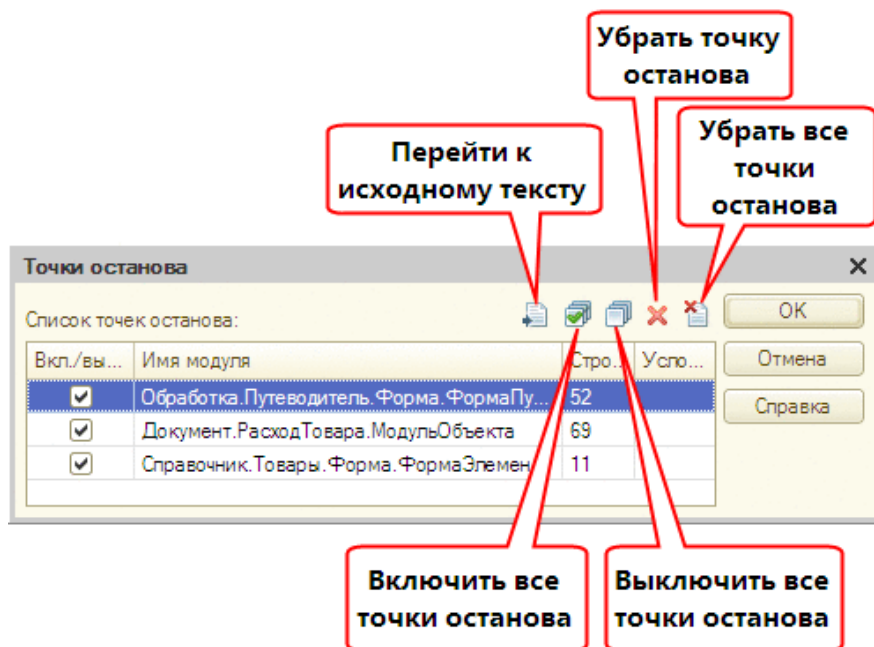 Убрать точку
останова
Перейти к
исходному тексту
Убрать все
точки
останова
Точки останова
Список точек останова:
OK
Отмена
Справка
Вкл./вы... Имя модуля Стро... Усло...
Обработка.Путеводитель.Форма.ФормаПу... 52
Документ.РасходТовара.МодульОбъекта 69
Справочник.Товары.Форма.ФормаЭлемен 11
Включить все
точки останова
Выключить все
точки останова